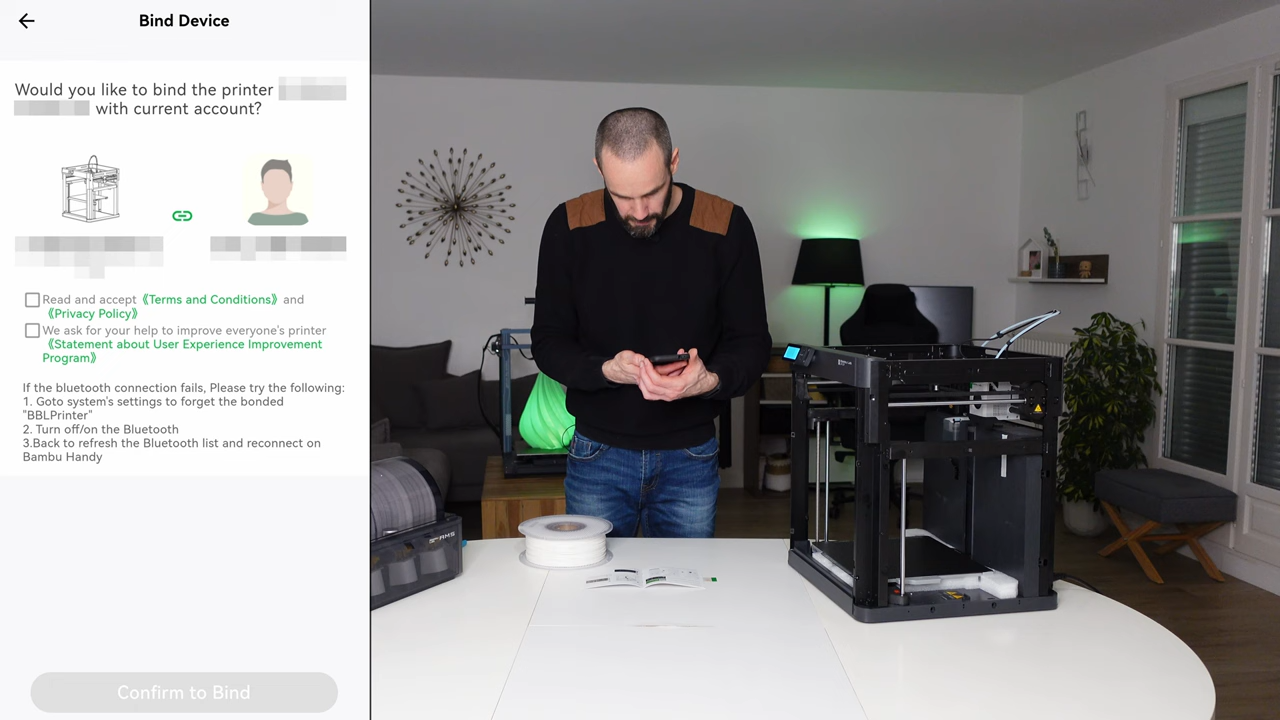 Bind Device
Would you like to bind the printer
with current account?
Read and accept 《Terms and Conditions》 and
《Privacy Policy》
We ask for your help to improve everyone's printer
《Statement about User Experience Improvement
Program》
If the bluetooth connection fails, Please try the following:
1. Goto system's settings to forget the bonded
"BBLPrinter"
2. Turn off/on the Bluetooth
3.Back to refresh the Bluetooth list and reconnect on
Bambu Handy
Confirm to Bind
AMS